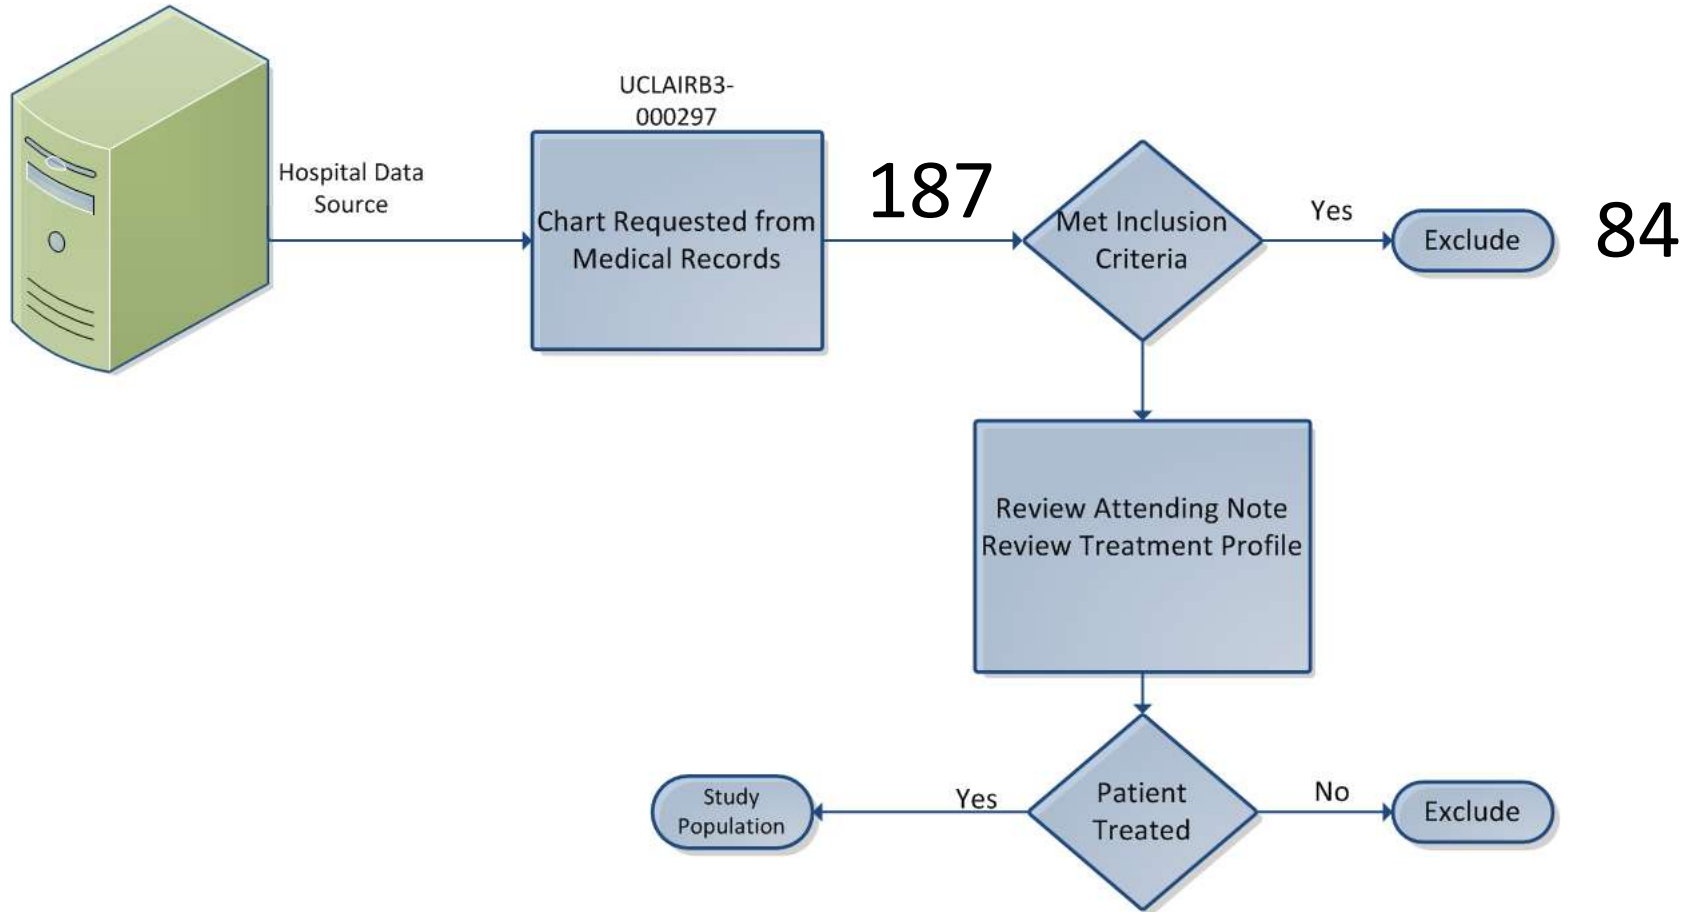 Hospital Data
Source
UCLAIRB3-
000297
Chart Requested from
Medical Records
187
Met Inclusion
Criteria
Yes
Exclude
84
Review Attending Note
Review Treatment Profile
Patient
Treated
Yes
Study
Population
No
Exclude